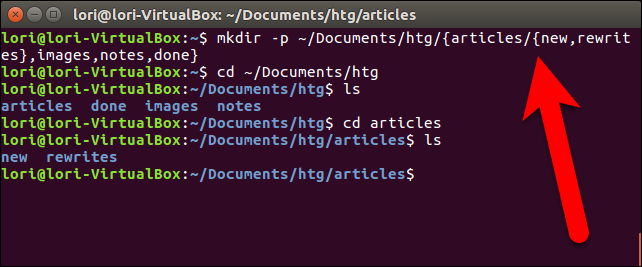 lori@lori-VirtualBox: ~/Documents/htg/articles
lori@lori-VirtualBox:~$ mkdir -p ~/Documents/htg/{articles/{new,rewrit
es},images,notes,done}
lori@lori-VirtualBox:~$ cd ~/Documents/htg
lori@lori-VirtualBox:~/Documents/htg$ ls
articles  done  images  notes
lori@lori-VirtualBox:~/Documents/htg$ cd articles
lori@lori-VirtualBox:~/Documents/htg/articles$ ls
new  rewrites
lori@lori-VirtualBox:~/Documents/htg/articles$